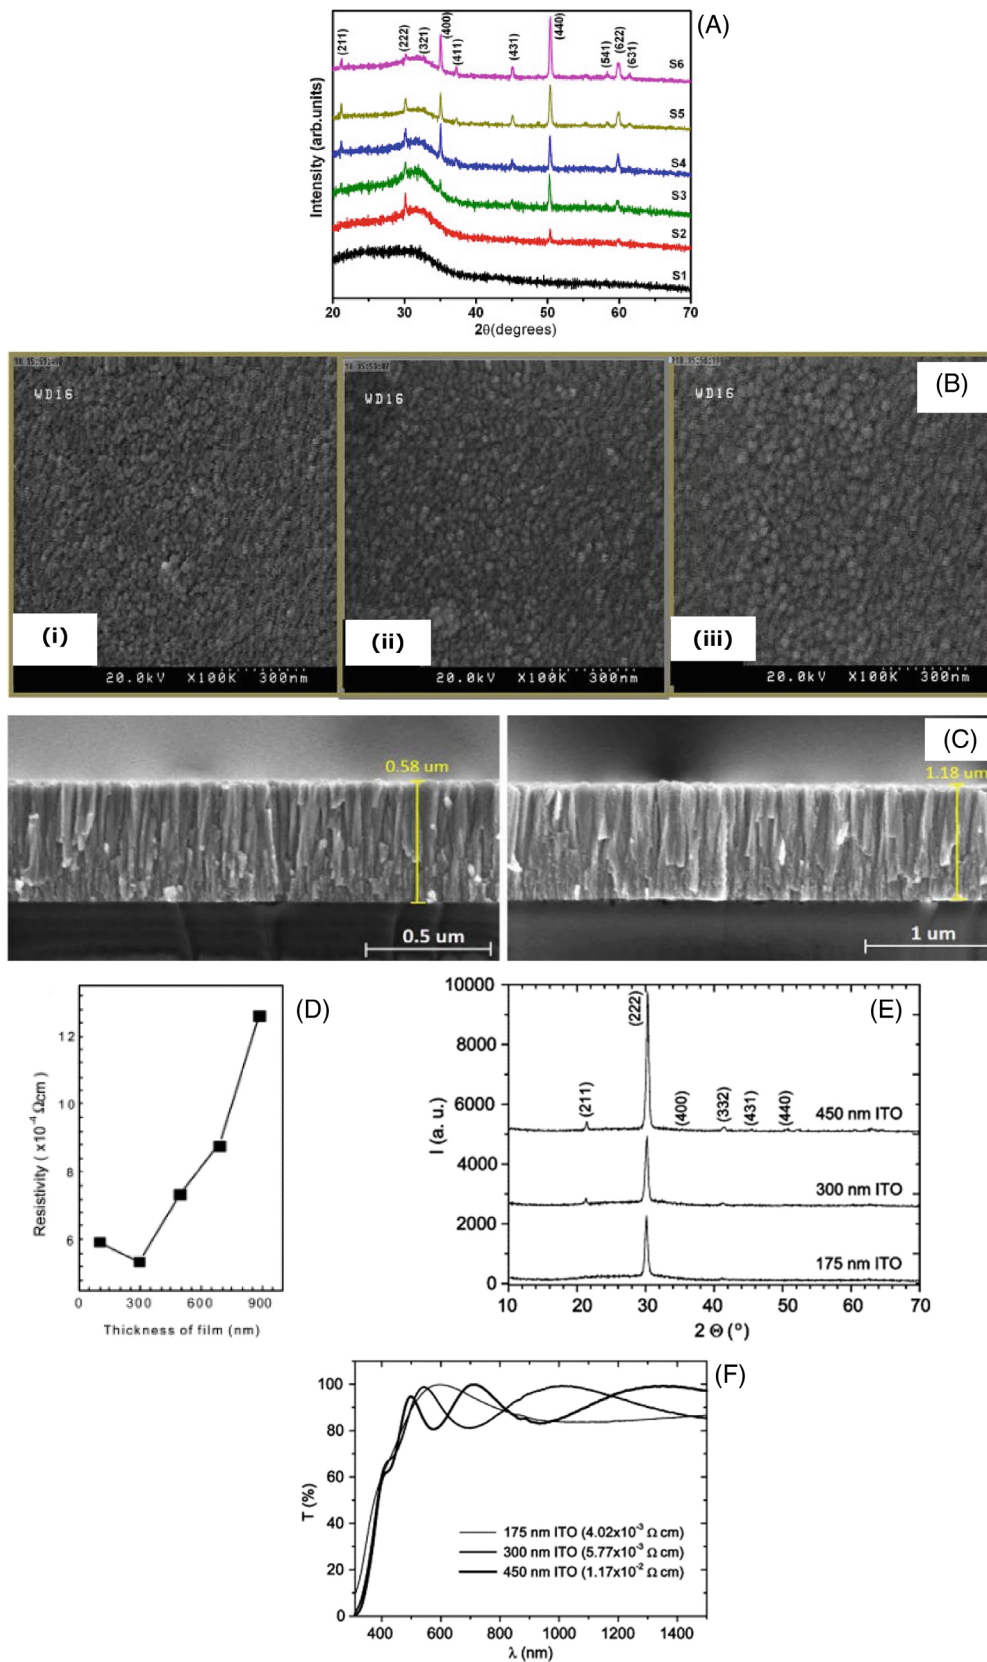 (A)
(211)
(222)
(321)
(400)
(411)
(431)
(440)
(541)
(622)
(631)
S6
S5
S4
S3
S2
S1
Intensity (arb.units)
20 30 40 50 60 70
2θ(degrees)
(B)
WD16
WD16
WD16
(i)
(ii)
(iii)
20.0kV X100K 300nm
20.0kV X100K 300nm
20.0kV X100K 300nm
(C)
0.58 um
1.18 um
0.5 um
1 um
(D)
12
10
8
6
Resistivity ( x10⁻⁴ Ωcm)
0 300 600 900
Thickness of film (nm)
(E)
10000
8000
6000
4000
2000
0
I (a. u.)
(211)
(222)
(400)
(332)
(431)
(440)
450 nm ITO
300 nm ITO
175 nm ITO
10 20 30 40 50 60 70
2 Θ (°)
(F)
100
80
60
40
20
0
T (%)
175 nm ITO (4.02x10⁻³ Ω cm)
300 nm ITO (5.77x10⁻³ Ω cm)
450 nm ITO (1.17x10⁻² Ω cm)
400 600 800 1000 1200 1400
λ (nm)